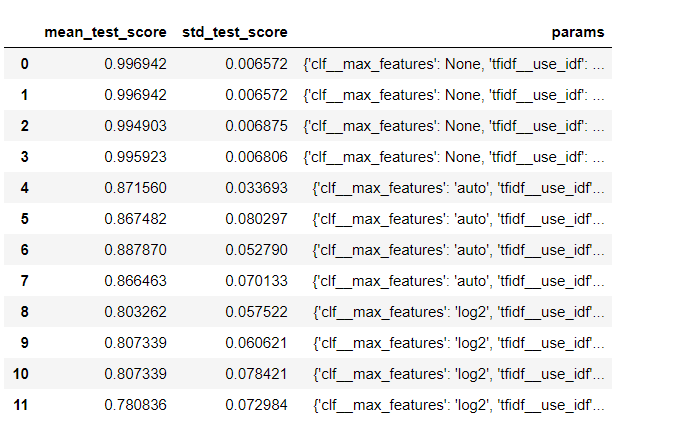 mean_test_score std_test_score params
0 0.996942 0.006572 {'clf__max_features': None, 'tfidf__use_idf': ...
1 0.996942 0.006572 {'clf__max_features': None, 'tfidf__use_idf': ...
2 0.994903 0.006875 {'clf__max_features': None, 'tfidf__use_idf': ...
3 0.995923 0.006806 {'clf__max_features': None, 'tfidf__use_idf': ...
4 0.871560 0.033693 {'clf__max_features': 'auto', 'tfidf__use_idf'...
5 0.867482 0.080297 {'clf__max_features': 'auto', 'tfidf__use_idf'...
6 0.887870 0.052790 {'clf__max_features': 'auto', 'tfidf__use_idf'...
7 0.866463 0.070133 {'clf__max_features': 'auto', 'tfidf__use_idf'...
8 0.803262 0.057522 {'clf__max_features': 'log2', 'tfidf__use_idf'...
9 0.807339 0.060621 {'clf__max_features': 'log2', 'tfidf__use_idf'...
10 0.807339 0.078421 {'clf__max_features': 'log2', 'tfidf__use_idf'...
11 0.780836 0.072984 {'clf__max_features': 'log2', 'tfidf__use_idf'...